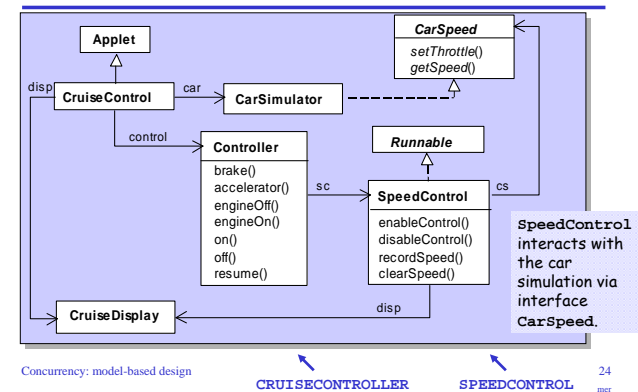 Applet
CarSpeed
setThrottle()
getSpeed()
disp
CruiseControl
car
CarSimulator
control
Controller
brake()
accelerator()
engineOff()
engineOn()
on()
off()
resume()
sc
Runnable
SpeedControl
enableControl()
disableControl()
recordSpeed()
clearSpeed()
cs
SpeedControl
interacts with
the car
simulation via
interface
CarSpeed.
disp
CruiseDisplay
Concurrency: model-based design
CRUISECONTROLLER
SPEEDCONTROL
24
mer